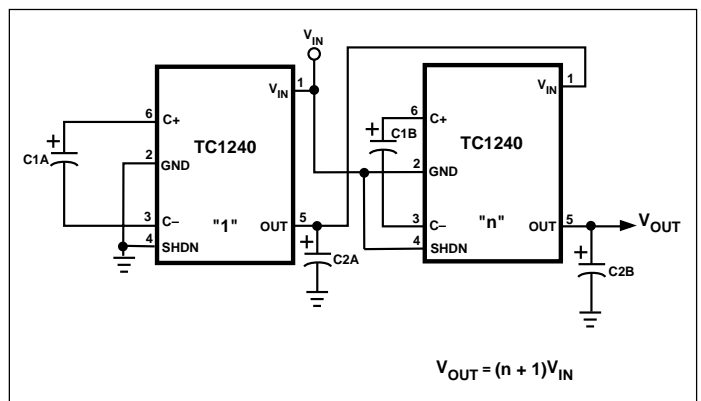 VIN
VIN 1
6 C+
C1A
+
TC1240
2 GND
3 C–
"1"
OUT 5
4 SHDN
+
C2A
VIN 1
6 C+
+
C1B
TC1240
2 GND
3 C–
"n"
OUT 5
VOUT
4 SHDN
+
C2B
VOUT = (n + 1)VIN